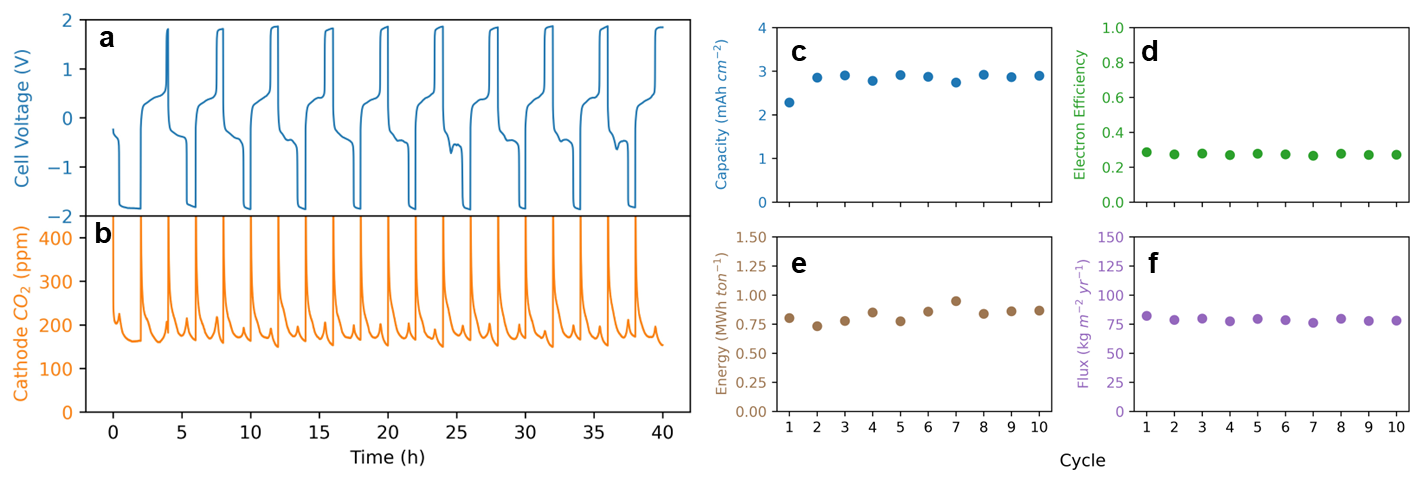 a
Cell Voltage (V)
2
1
0
−1
−2
b
Cathode CO2 (ppm)
400
300
200
100
0
0 5 10 15 20 25 30 35 40
Time (h)
c
Capacity (mAh cm−2)
4
3
2
1
0
d
Electron Efficiency
1.0
0.8
0.6
0.4
0.2
0.0
e
Energy (MWh ton−1)
1.50
1.25
1.00
0.75
0.50
0.25
0.00
1 2 3 4 5 6 7 8 9 10
f
Flux (kg m−2 yr−1)
150
125
100
75
50
25
0
1 2 3 4 5 6 7 8 9 10
Cycle